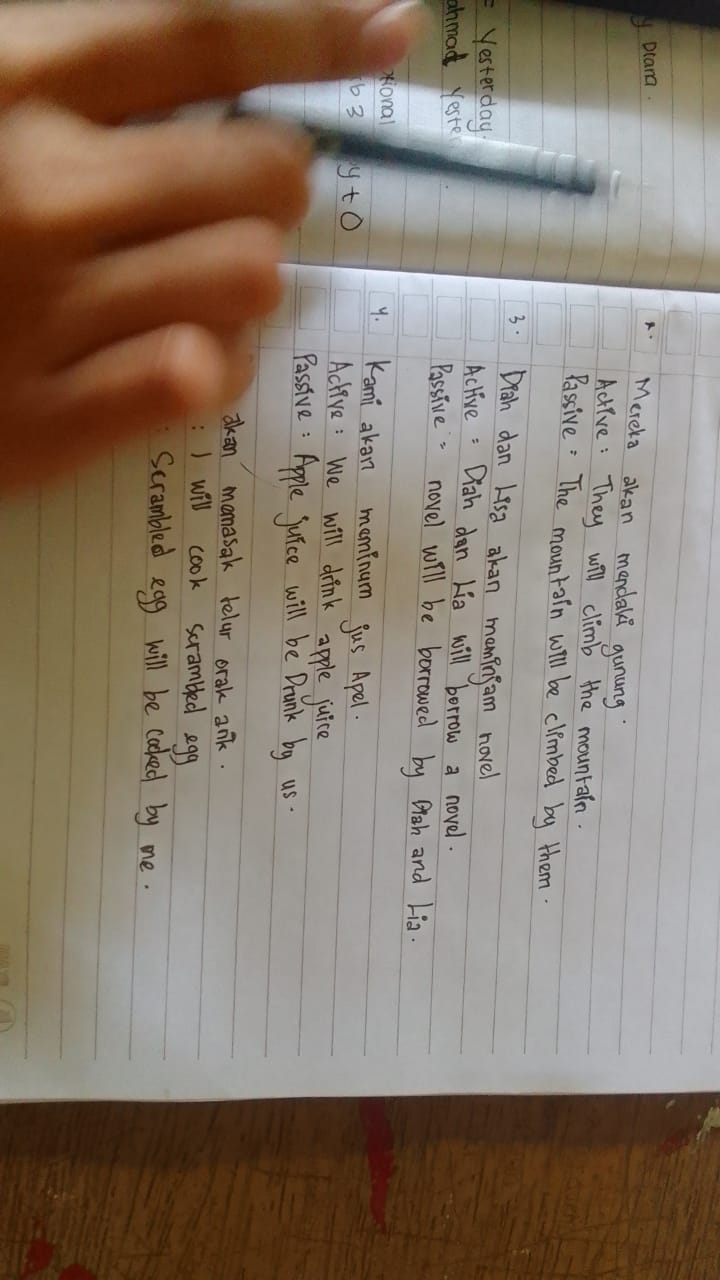 y Diana.
= Yesterday.
ahmad Yester
xional
b 3
by + O
2. Mereka akan mendaki gunung.
Active : They will climb the mountain.
Passive = The mountain will be climbed by them.
3. Diah dan Lisa akan meminjam novel
Active = Diah dan Lia will borrow a novel.
Passive = novel will be borrowed by Diah and Lia.
4. Kami akan meminum jus Apel.
Active : We will drink apple juice
Passive : Apple juice will be Drunk by us.
akan memasak telur orak arik.
: I will cook scrambled egg
: Scrambled egg will be cooked by me.